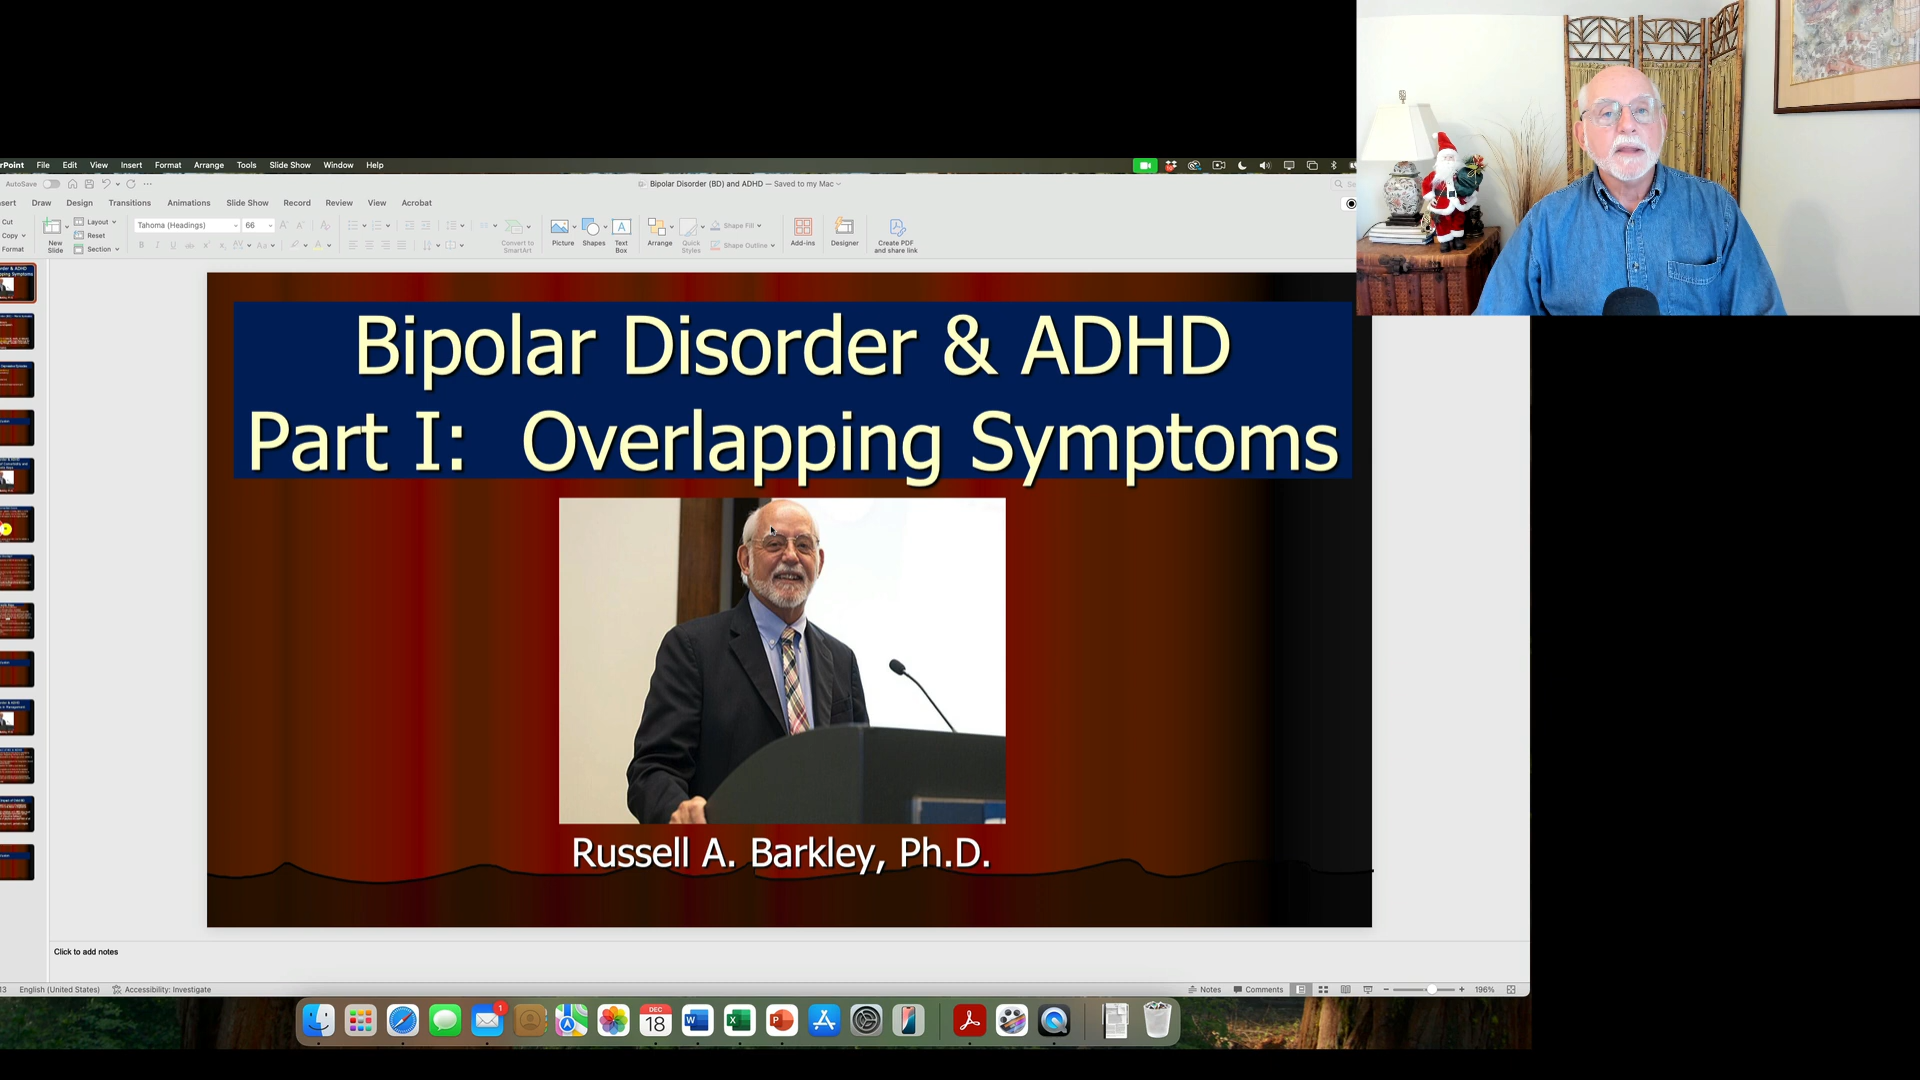 File Edit View Insert Format Arrange Tools Slide Show Window Help
AutoSave
Bipolar Disorder (BD) and ADHD — Saved to my Mac
Draw Design Transitions Animations Slide Show Record Review View Acrobat
Cut
Copy
Format
New
Slide
Layout
Reset
Section
Tahoma (Headings) 66
Convert to
SmartArt
Picture
Shapes
Text
Box
Arrange
Quick
Styles
Shape Fill
Shape Outline
Add-ins
Designer
Create PDF
and share link
Bipolar Disorder & ADHD
Part I: Overlapping Symptoms
Russell A. Barkley, Ph.D.
Click to add notes
English (United States) Accessibility: Investigate
Notes Comments 196%
1
DEC
18